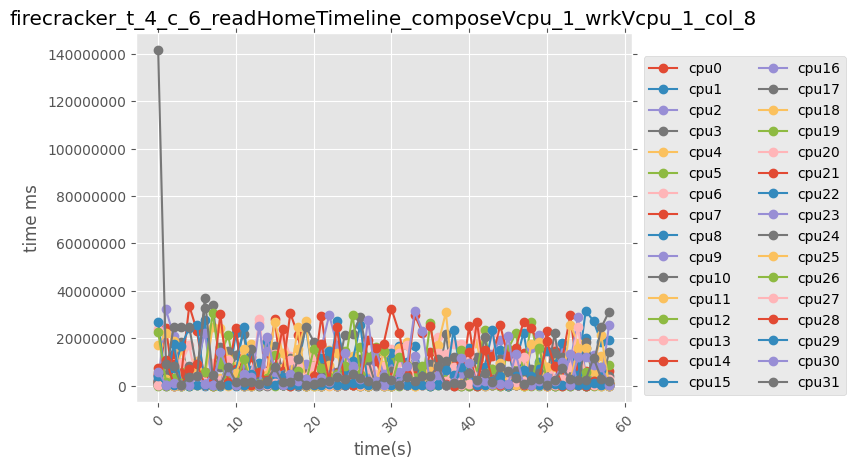 firecracker_t_4_c_6_readHomeTimeline_composeVcpu_1_wrkVcpu_1_col_8
time ms
140000000
120000000
100000000
80000000
60000000
40000000
20000000
0
0 10 20 30 40 50 60
time(s)
cpu0 cpu16
cpu1 cpu17
cpu2 cpu18
cpu3 cpu19
cpu4 cpu20
cpu5 cpu21
cpu6 cpu22
cpu7 cpu23
cpu8 cpu24
cpu9 cpu25
cpu10 cpu26
cpu11 cpu27
cpu12 cpu28
cpu13 cpu29
cpu14 cpu30
cpu15 cpu31